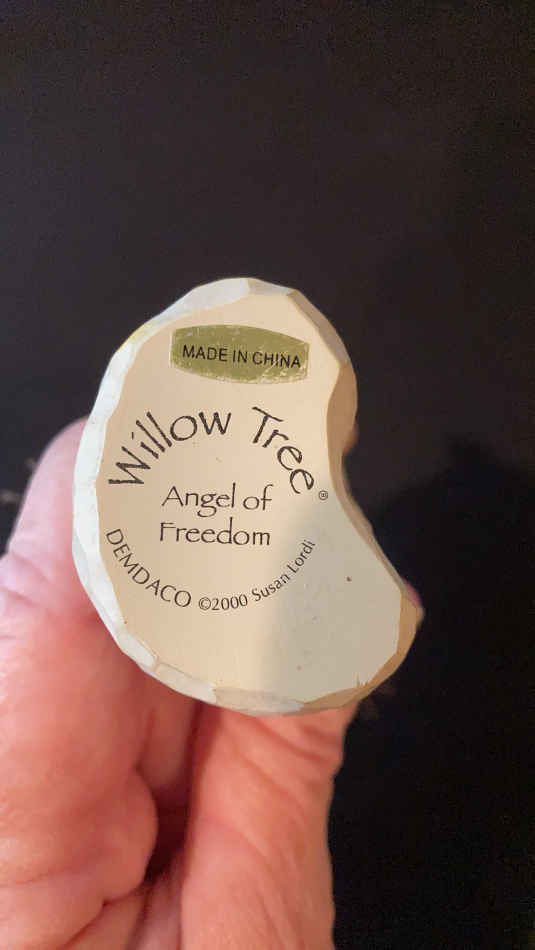 MADE IN CHINA
Willow Tree®
Angel of
Freedom
DEMDACO ©2000 Susan Lordi